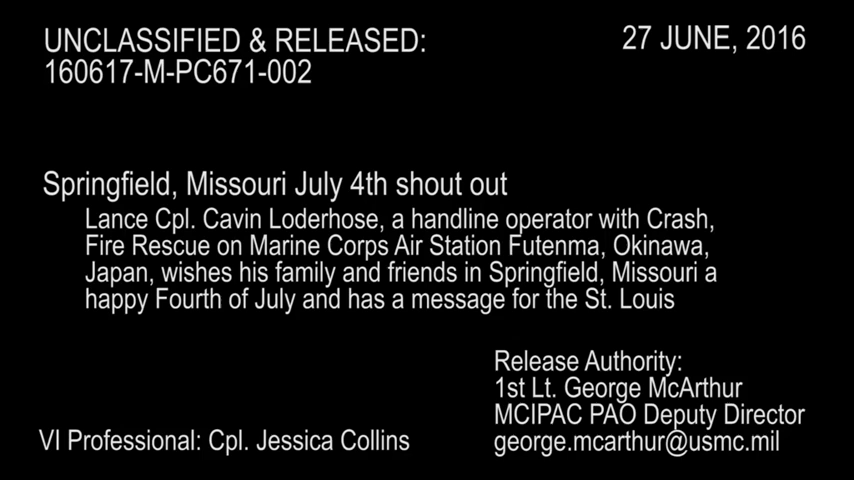 UNCLASSIFIED & RELEASED:
160617-M-PC671-002
27 JUNE, 2016
Springfield, Missouri July 4th shout out
Lance Cpl. Cavin Loderhose, a handline operator with Crash,
Fire Rescue on Marine Corps Air Station Futenma, Okinawa,
Japan, wishes his family and friends in Springfield, Missouri a
happy Fourth of July and has a message for the St. Louis
Release Authority:
1st Lt. George McArthur
MCIPAC PAO Deputy Director
george.mcarthur@usmc.mil
VI Professional: Cpl. Jessica Collins